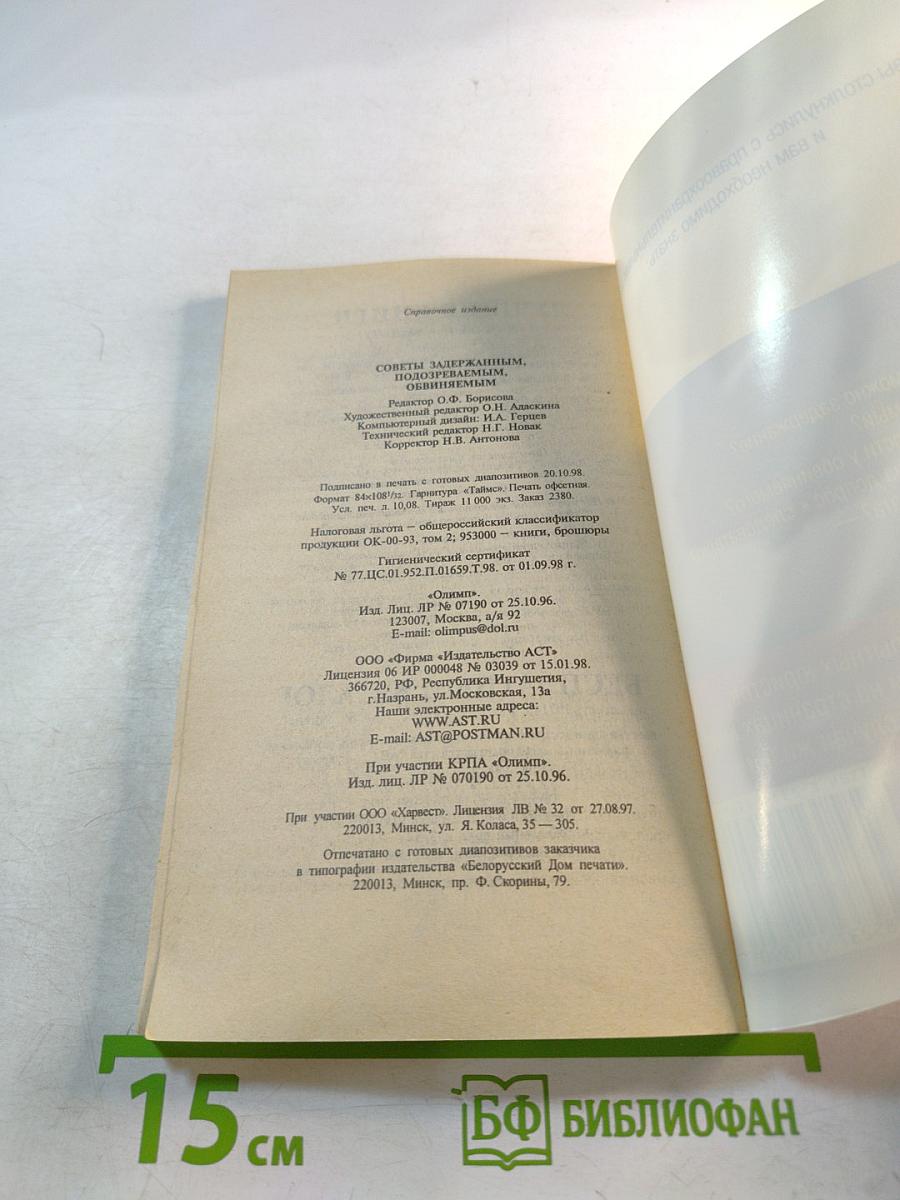 Справочное издание
СОВЕТЫ ЗАДЕРЖАННЫМ,
ПОДОЗРЕВАЕМЫМ,
ОБВИНЯЕМЫМ
Редактор О.Ф. Борисова
Художественный редактор О.Н. Адаскина
Компьютерный дизайн: И.А. Герцев
Технический редактор Н.Г. Новак
Корректор Н.В. Антонова
Подписано в печать с готовых диапозитивов 20.10.98.
Формат 84×108¹/₃₂. Гарнитура «Таймс». Печать офсетная.
Усл. печ. л. 10,08. Тираж 11 000 экз. Заказ 2380.
Налоговая льгота — общероссийский классификатор
продукции ОК-00-93, том 2; 953000 — книги, брошюры
Гигиенический сертификат
№ 77.ЦС.01.952.П.01659.Т.98. от 01.09.98 г.
«Олимп».
Изд. Лиц. ЛР № 07190 от 25.10.96.
123007, Москва, а/я 92
E-mail: olimpus@dol.ru
ООО «Фирма «Издательство АСТ»
Лицензия 06 ИР 000048 № 03039 от 15.01.98.
366720, РФ, Республика Ингушетия,
г.Назрань, ул.Московская, 13а
Наши электронные адреса:
WWW.AST.RU
E-mail: AST@POSTMAN.RU
При участии КРПА «Олимп».
Изд. лиц. ЛР № 070190 от 25.10.96.
При участии ООО «Харвест». Лицензия ЛВ № 32 от 27.08.97.
220013, Минск, ул. Я. Коласа, 35 — 305.
Отпечатано с готовых диапозитивов заказчика
в типографии издательства «Белорусский Дом печати».
220013, Минск, пр. Ф. Скорины, 79.
вы столкнулись с
и вам необходимо знать
15 см
БФ БИБЛИОФАН